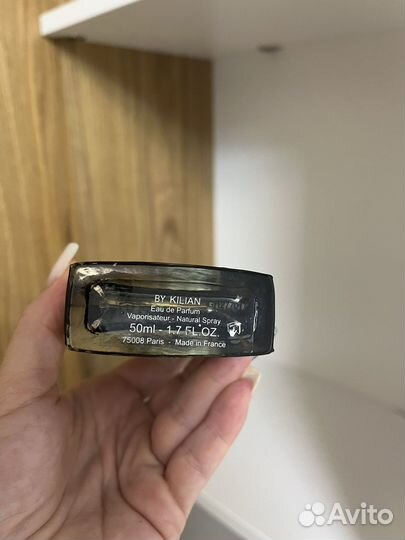 BY KILIAN
Eau de Parfum
Vaporisateur - Natural Spray
50ml - 1.7 FL.OZ.
75008 Paris - Made in France
Avito